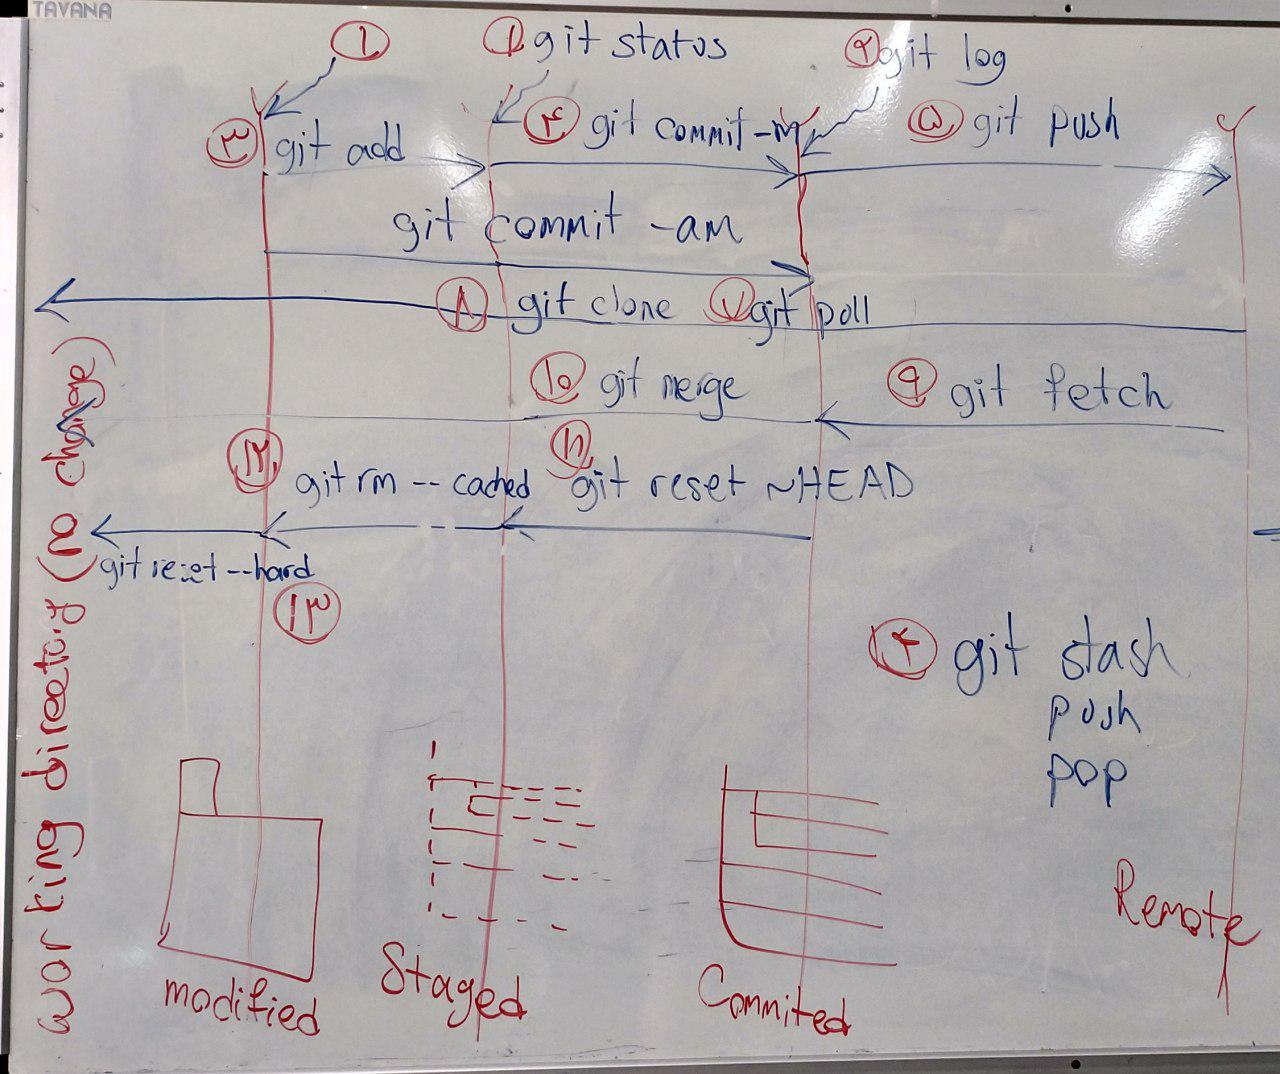 TAVANA
۱
۱ git status
۲ git log
۳ git add
۴ git commit -m
۵ git push
git commit -am
۸ git clone
۷ git poll
۱۰ git merge
۹ git fetch
۱۲ git rm -- cached
۱۱ git reset ~HEAD
git reset --hard
۱۳
git stash
push
pop
working directory (no change)
modified
Staged
Commited
Remote